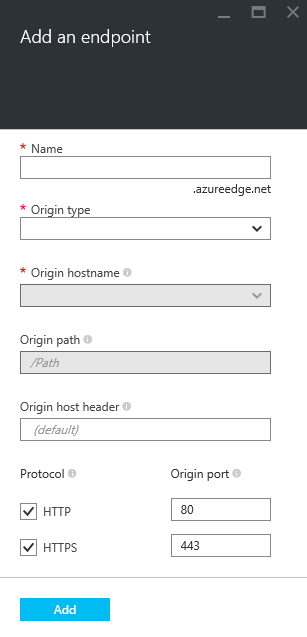 Add an endpoint
* Name
.azureedge.net
* Origin type
* Origin hostname
Origin path
/Path
Origin host header
(default)
Protocol Origin port
HTTP 80
HTTPS 443
Add